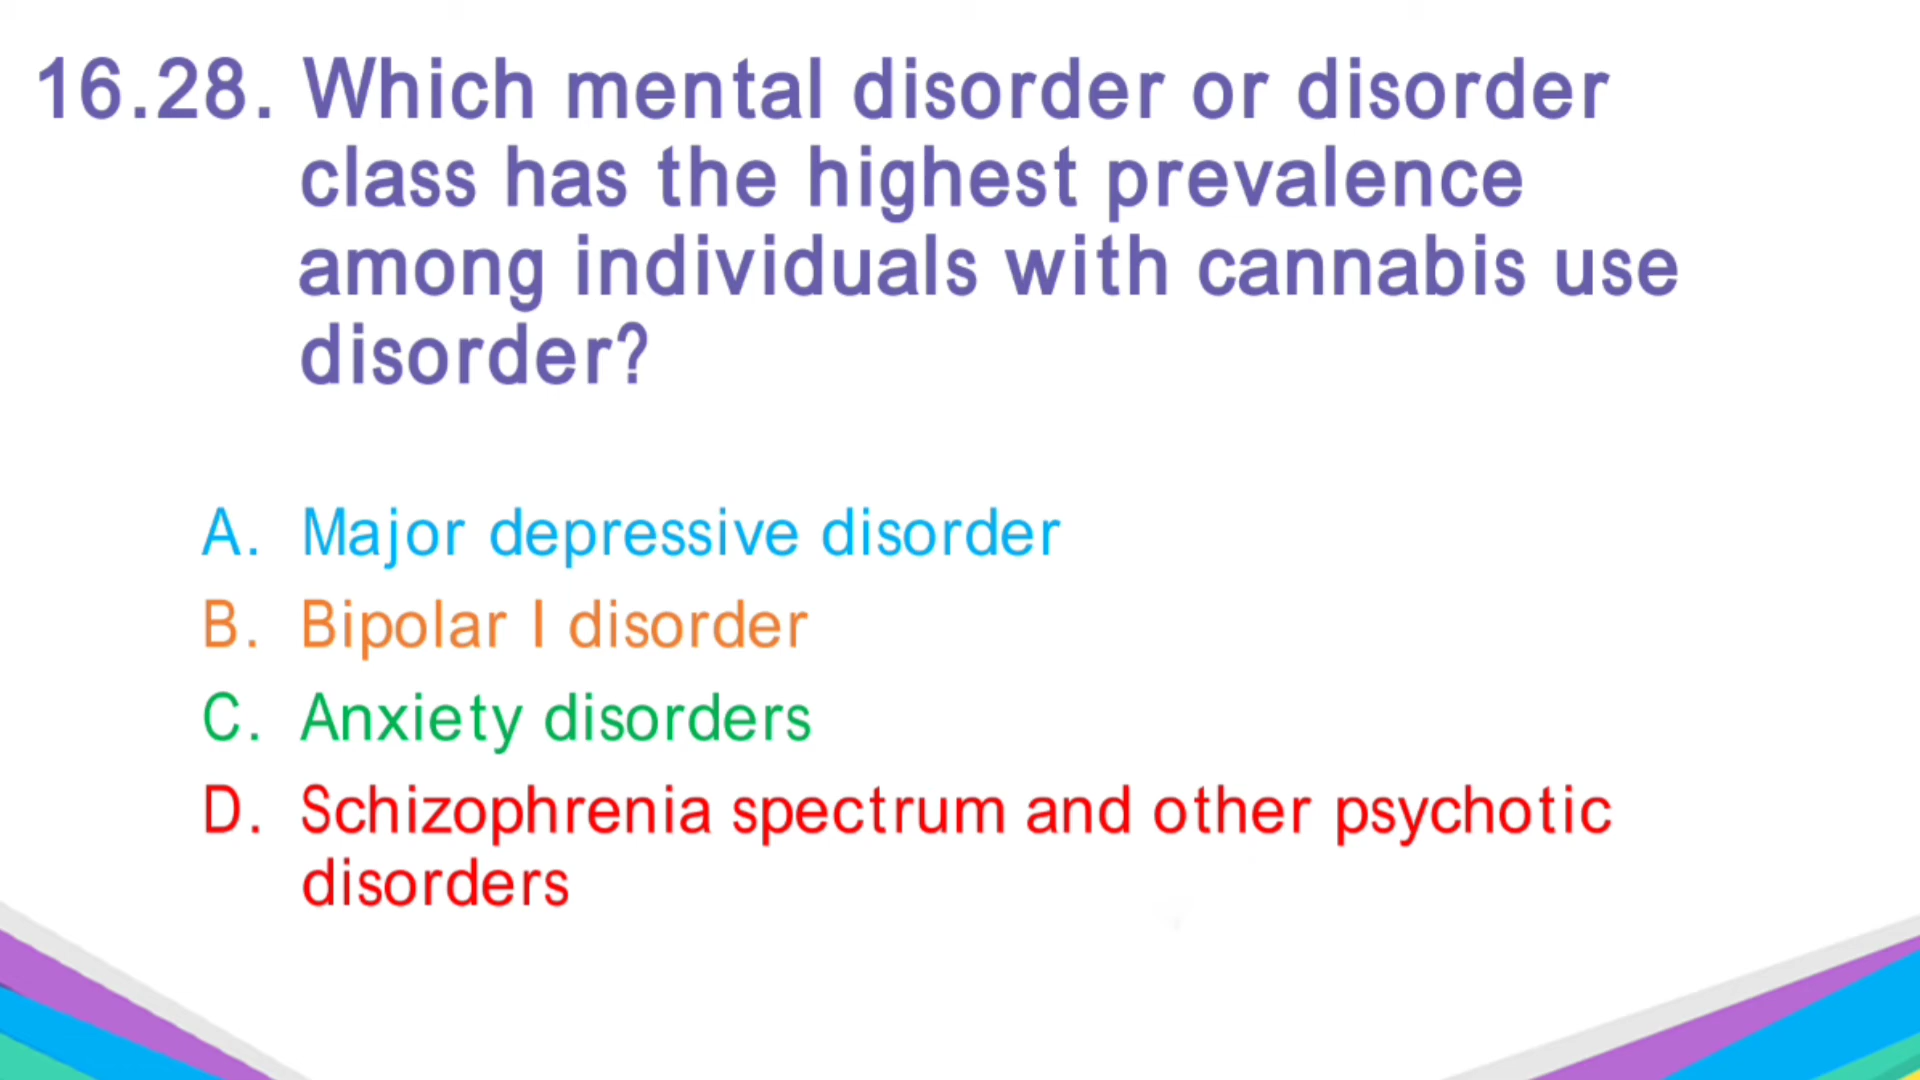 16.28. Which mental disorder or disorder
class has the highest prevalence
among individuals with cannabis use
disorder?
A. Major depressive disorder
B. Bipolar I disorder
C. Anxiety disorders
D. Schizophrenia spectrum and other psychotic
disorders